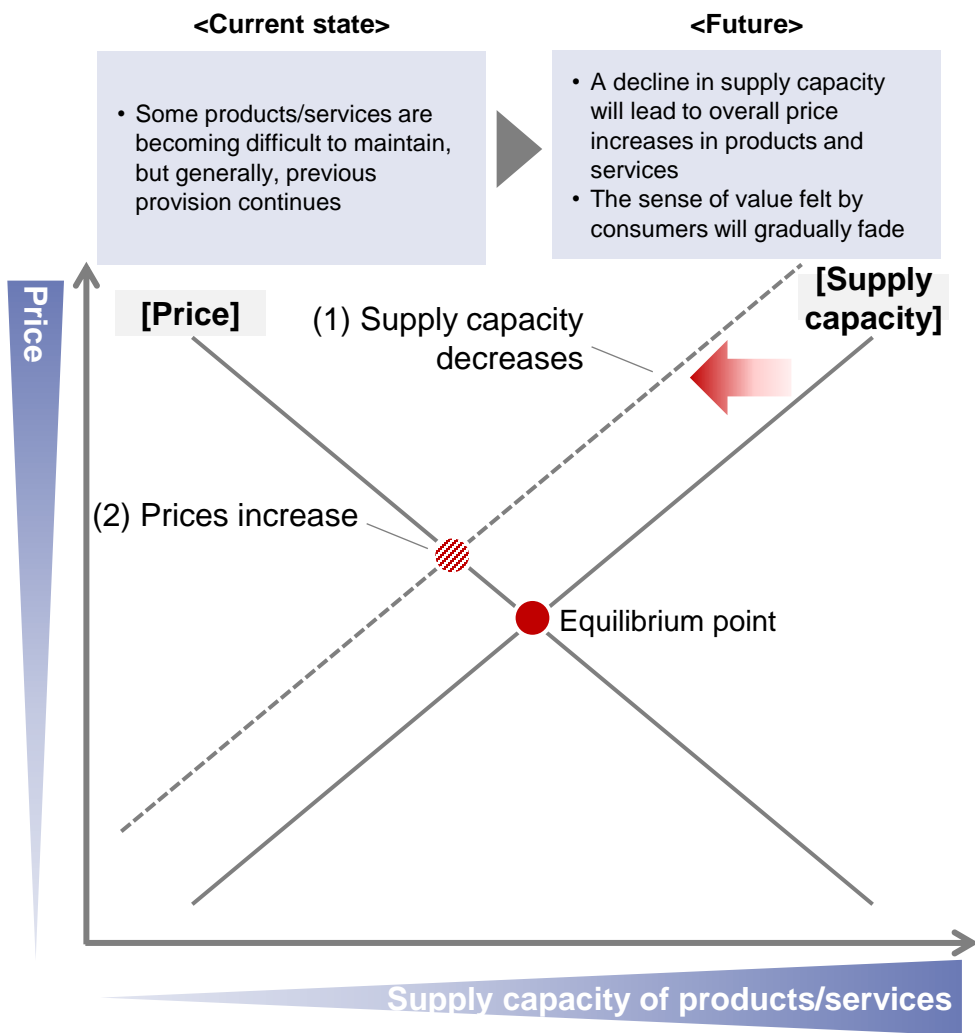 <Current state>
<Future>
• Some products/services are
becoming difficult to maintain,
but generally, previous
provision continues
• A decline in supply capacity
will lead to overall price
increases in products and
services
• The sense of value felt by
consumers will gradually fade
Price
[Price]
(1) Supply capacity
decreases
[Supply
capacity]
(2) Prices increase
Equilibrium point
Supply capacity of products/services